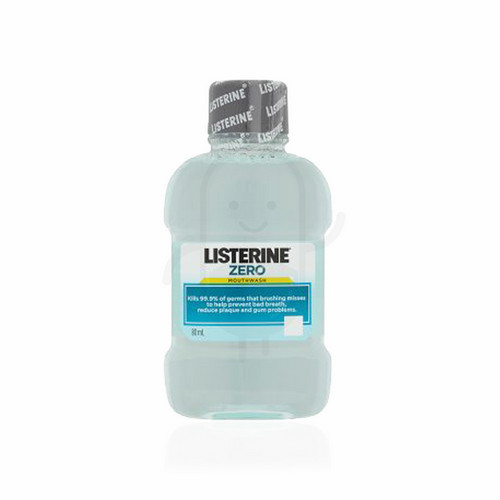 LISTERINE
LISTERINE
LISTERINE
ZERO
MOUTHWASH
Kills 99.9% of germs that brushing misses
to help prevent bad breath,
reduce plaque and gum problems.
80 mL